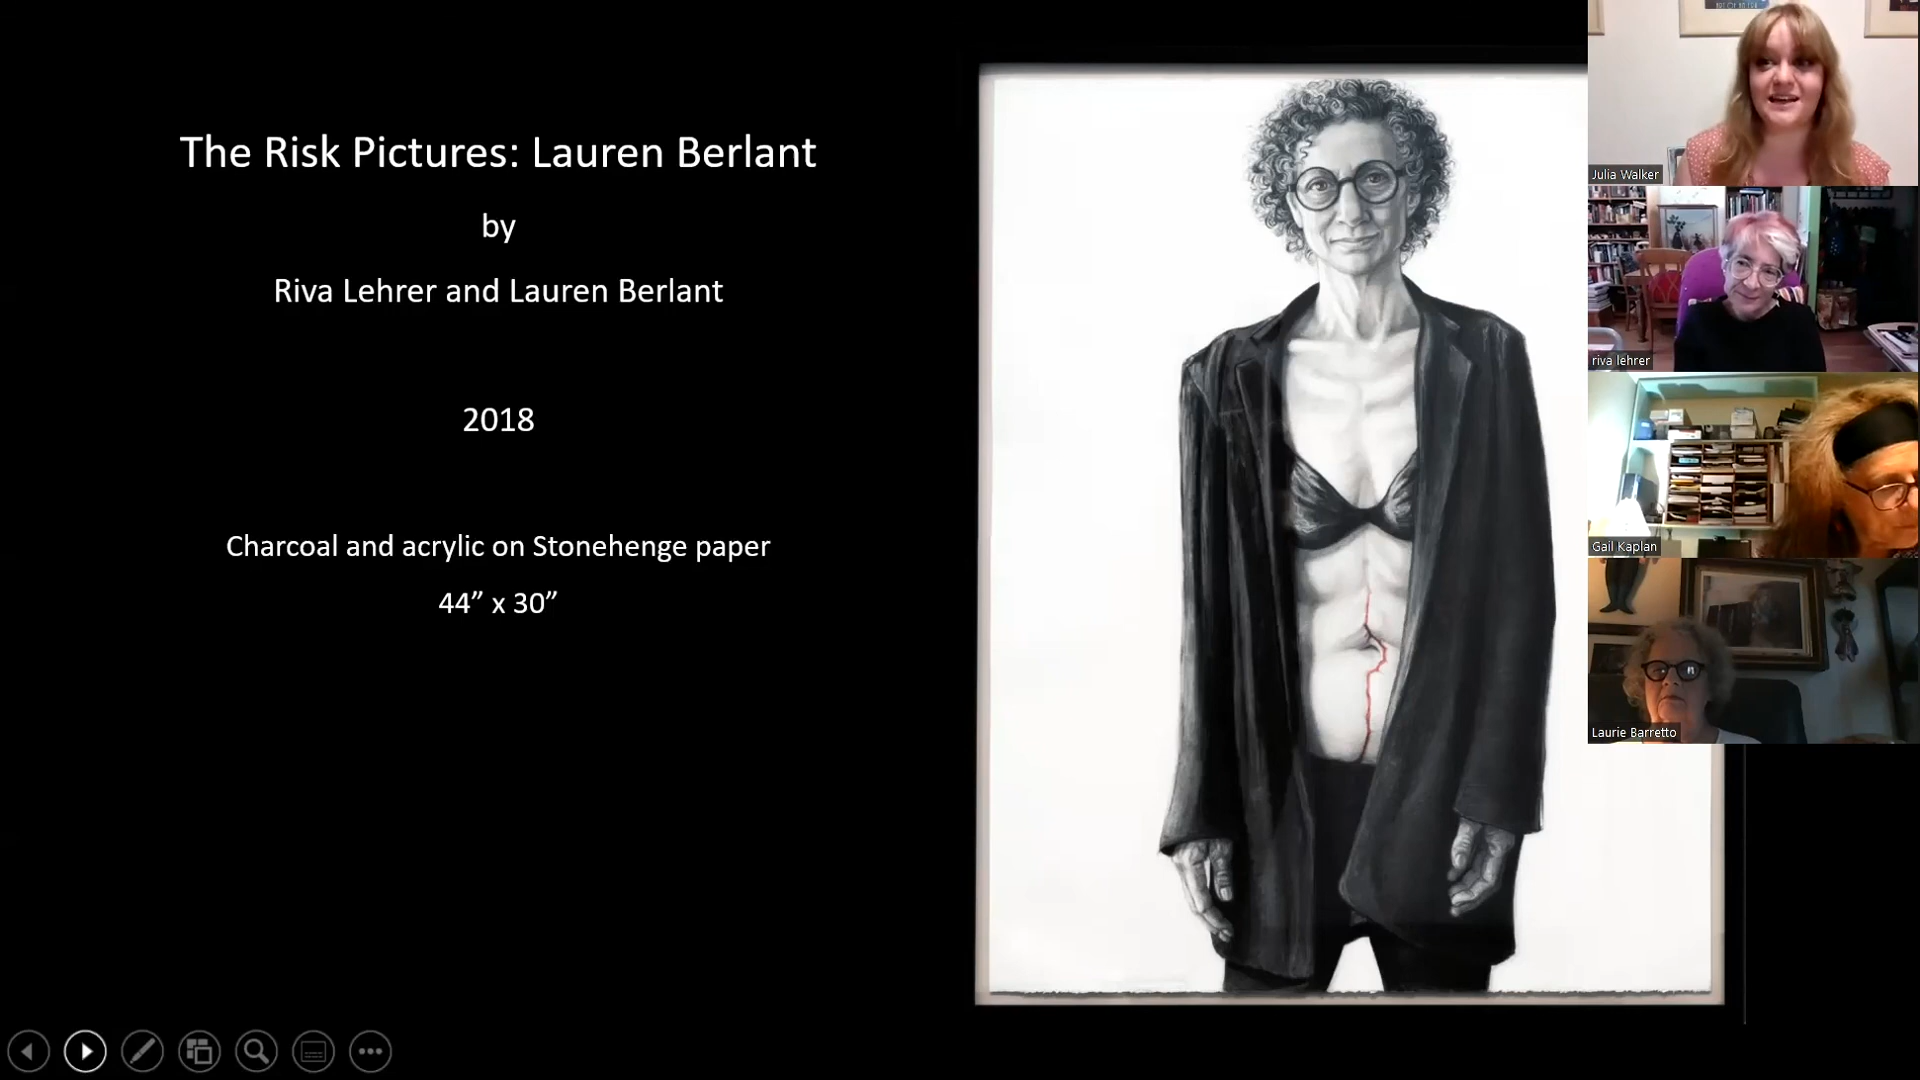 The Risk Pictures: Lauren Berlant
by
Riva Lehrer and Lauren Berlant
2018
Charcoal and acrylic on Stonehenge paper
44” x 30”
Julia Walker
riva lehrer
Gail Kaplan
Laurie Barretto